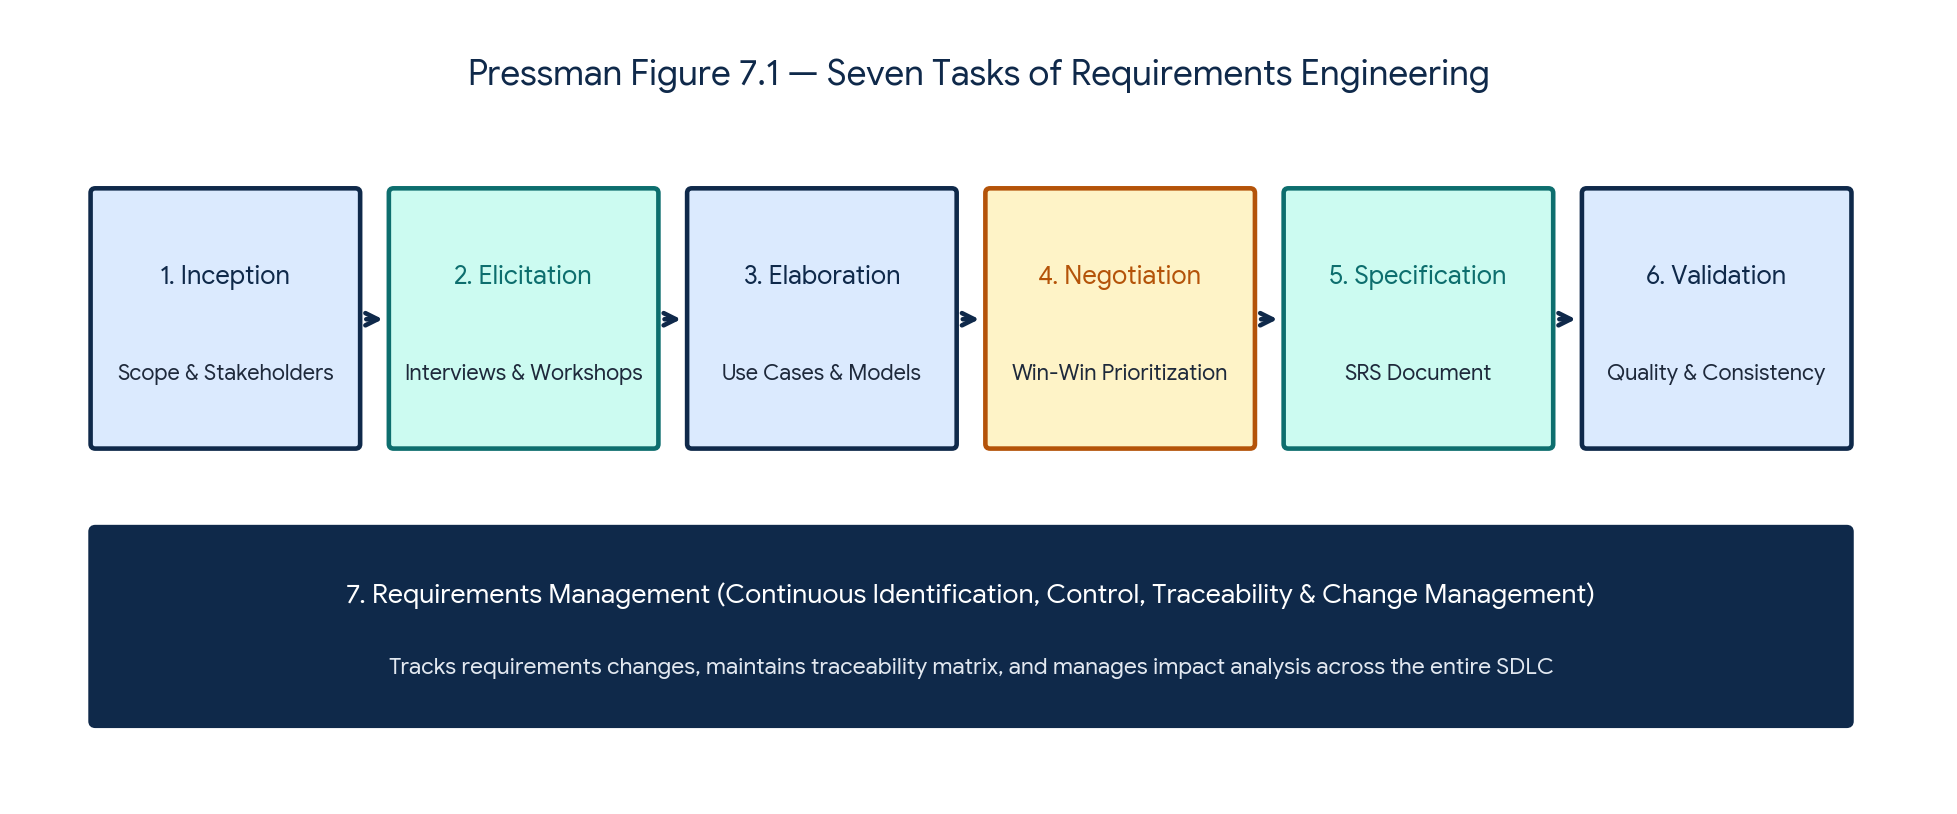 Pressman Figure 7.1 — Seven Tasks of Requirements Engineering
1. Inception
Scope & Stakeholders
2. Elicitation
Interviews & Workshops
3. Elaboration
Use Cases & Models
4. Negotiation
Win-Win Prioritization
5. Specification
SRS Document
6. Validation
Quality & Consistency
7. Requirements Management (Continuous Identification, Control, Traceability & Change Management)
Tracks requirements changes, maintains traceability matrix, and manages impact analysis across the entire SDLC